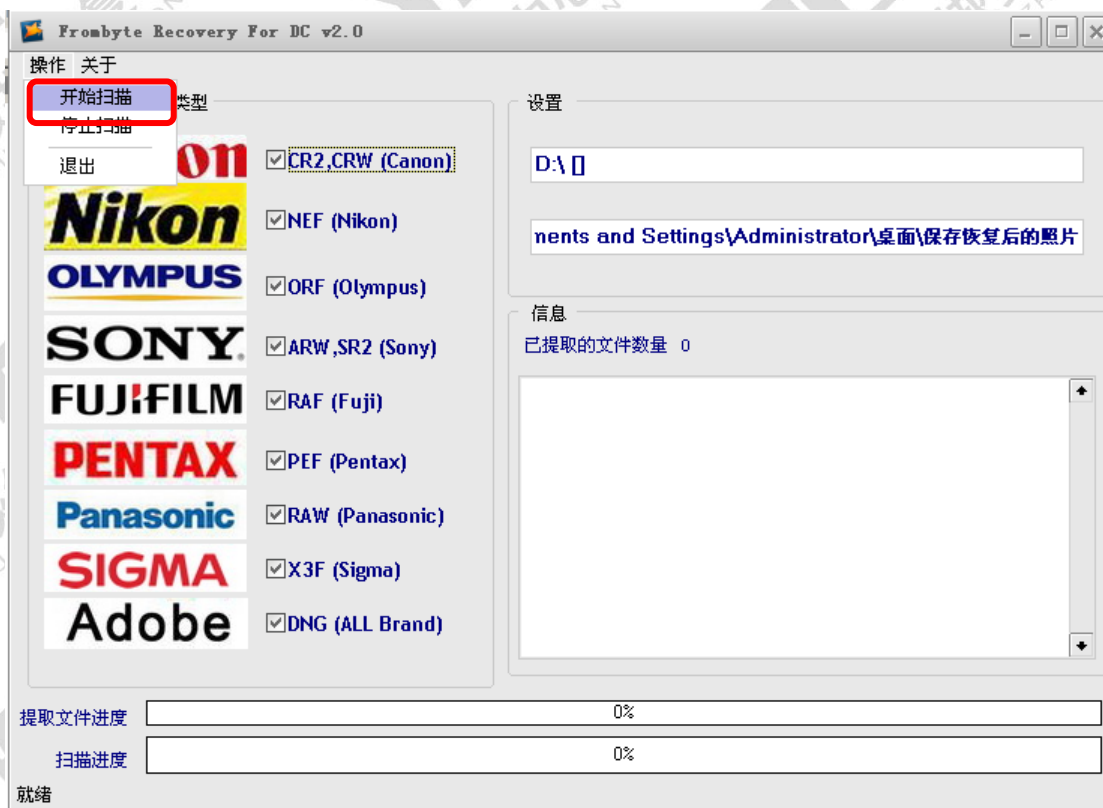 Frombyte Recovery For DC v2.0
操作 关于
开始扫描
停止扫描
退出
类型
on
CR2,CRW (Canon)
Nikon
NEF (Nikon)
OLYMPUS
ORF (Olympus)
SONY
ARW,SR2 (Sony)
FUJIFILM
RAF (Fuji)
PENTAX
PEF (Pentax)
Panasonic
RAW (Panasonic)
SIGMA
X3F (Sigma)
Adobe
DNG (ALL Brand)
设置
D:\ []
ments and Settings\Administrator\桌面\保存恢复后的照片
信息
已提取的文件数量 0
提取文件进度 0%
扫描进度 0%
就绪